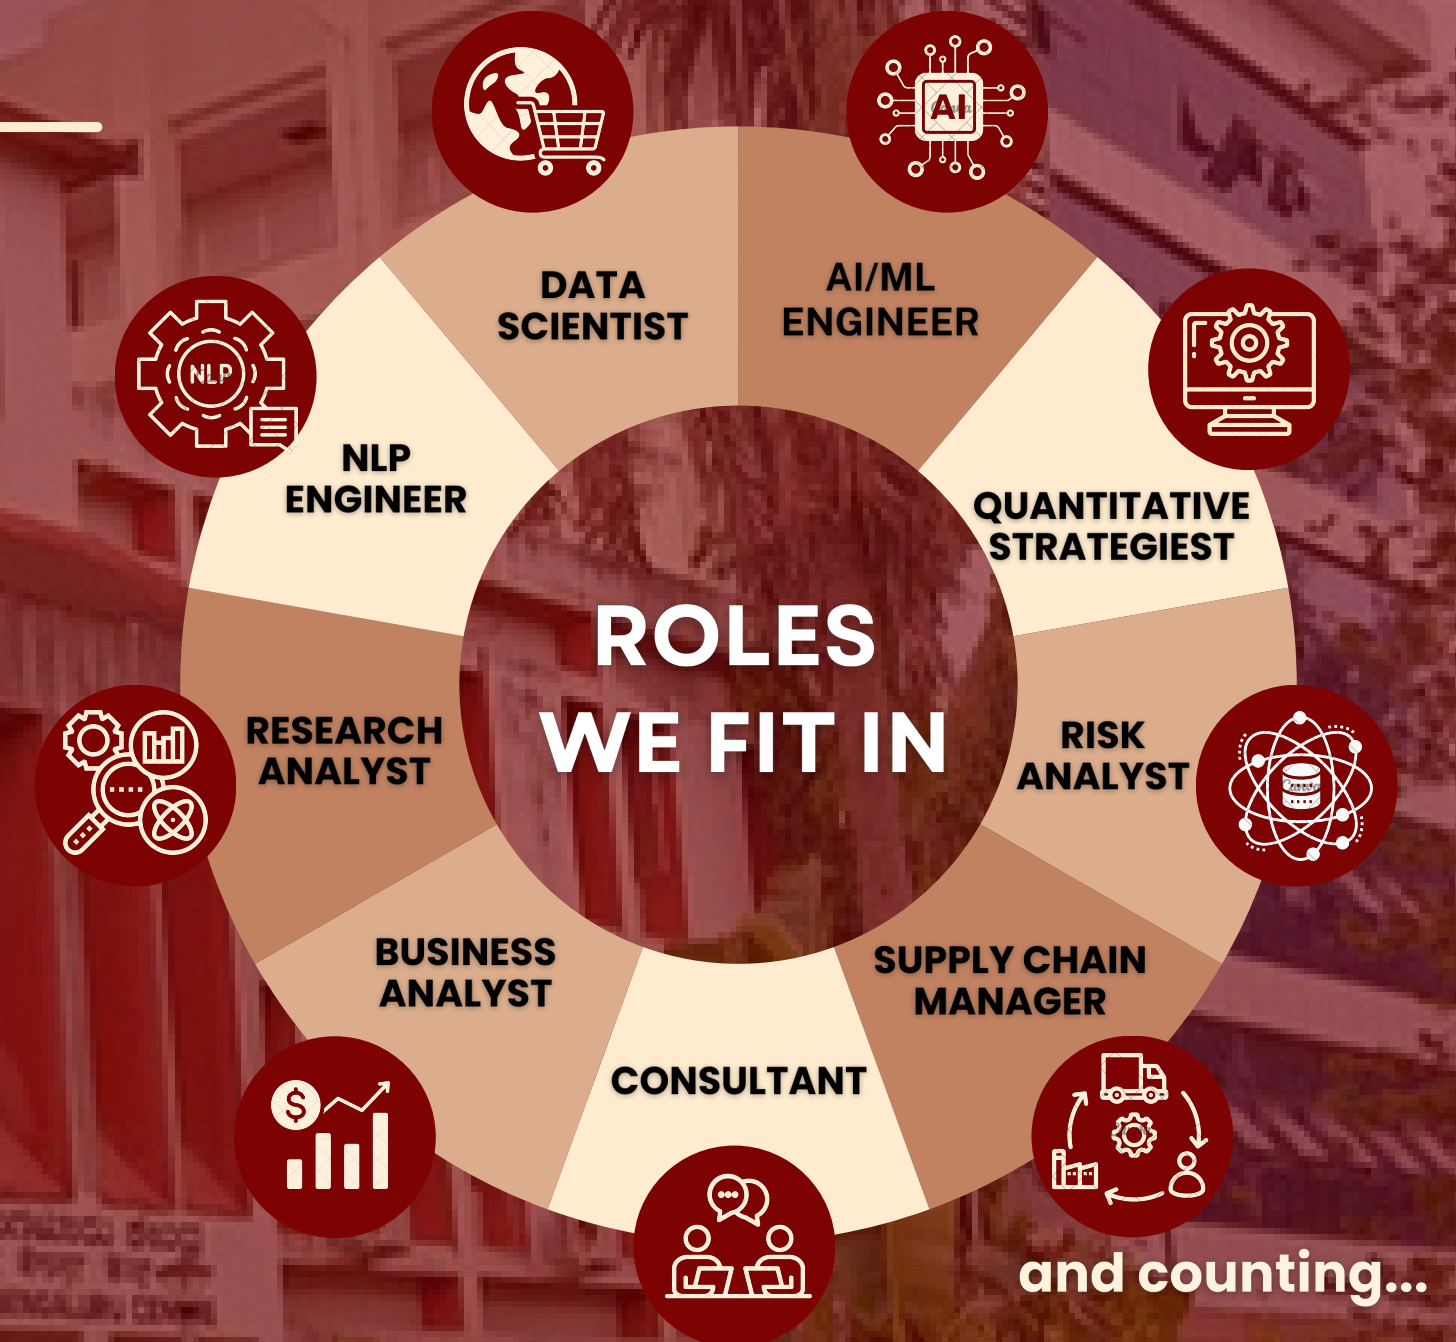 AI
DATA
SCIENTIST
AI/ML
ENGINEER
NLP
NLP
ENGINEER
QUANTITATIVE
STRATEGIEST
ROLES
WE FIT IN
RESEARCH
ANALYST
RISK
ANALYST
BUSINESS
ANALYST
SUPPLY CHAIN
MANAGER
CONSULTANT
$
and counting...